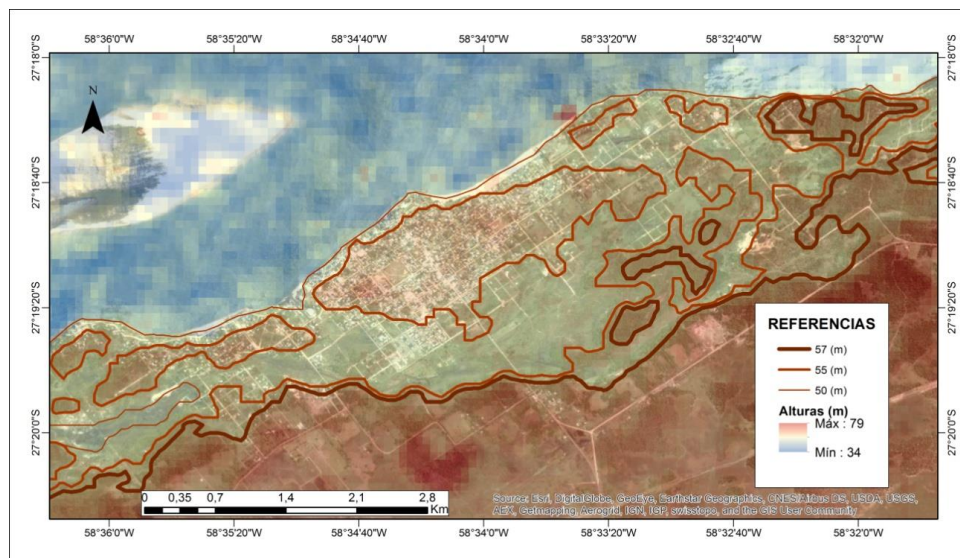 58°36'0"W 58°35'20"W 58°34'40"W 58°34'0"W 58°33'20"W 58°32'40"W 58°32'0"W
27°18'0"S 27°18'0"S
N
27°18'40"S 27°18'40"S
27°19'20"S 27°19'20"S
REFERENCIAS
57 (m)
55 (m)
50 (m)
Alturas (m)
Máx : 79
Mín : 34
27°20'0"S 27°20'0"S
0 0,35 0,7 1,4 2,1 2,8
Km
Source: Esri, DigitalGlobe, GeoEye, Earthstar Geographics, CNES/Airbus DS, USDA, USGS,
AEX, Getmapping, Aerogrid, IGN, IGP, swisstopo, and the GIS User Community
58°36'0"W 58°35'20"W 58°34'40"W 58°34'0"W 58°33'20"W 58°32'40"W 58°32'0"W